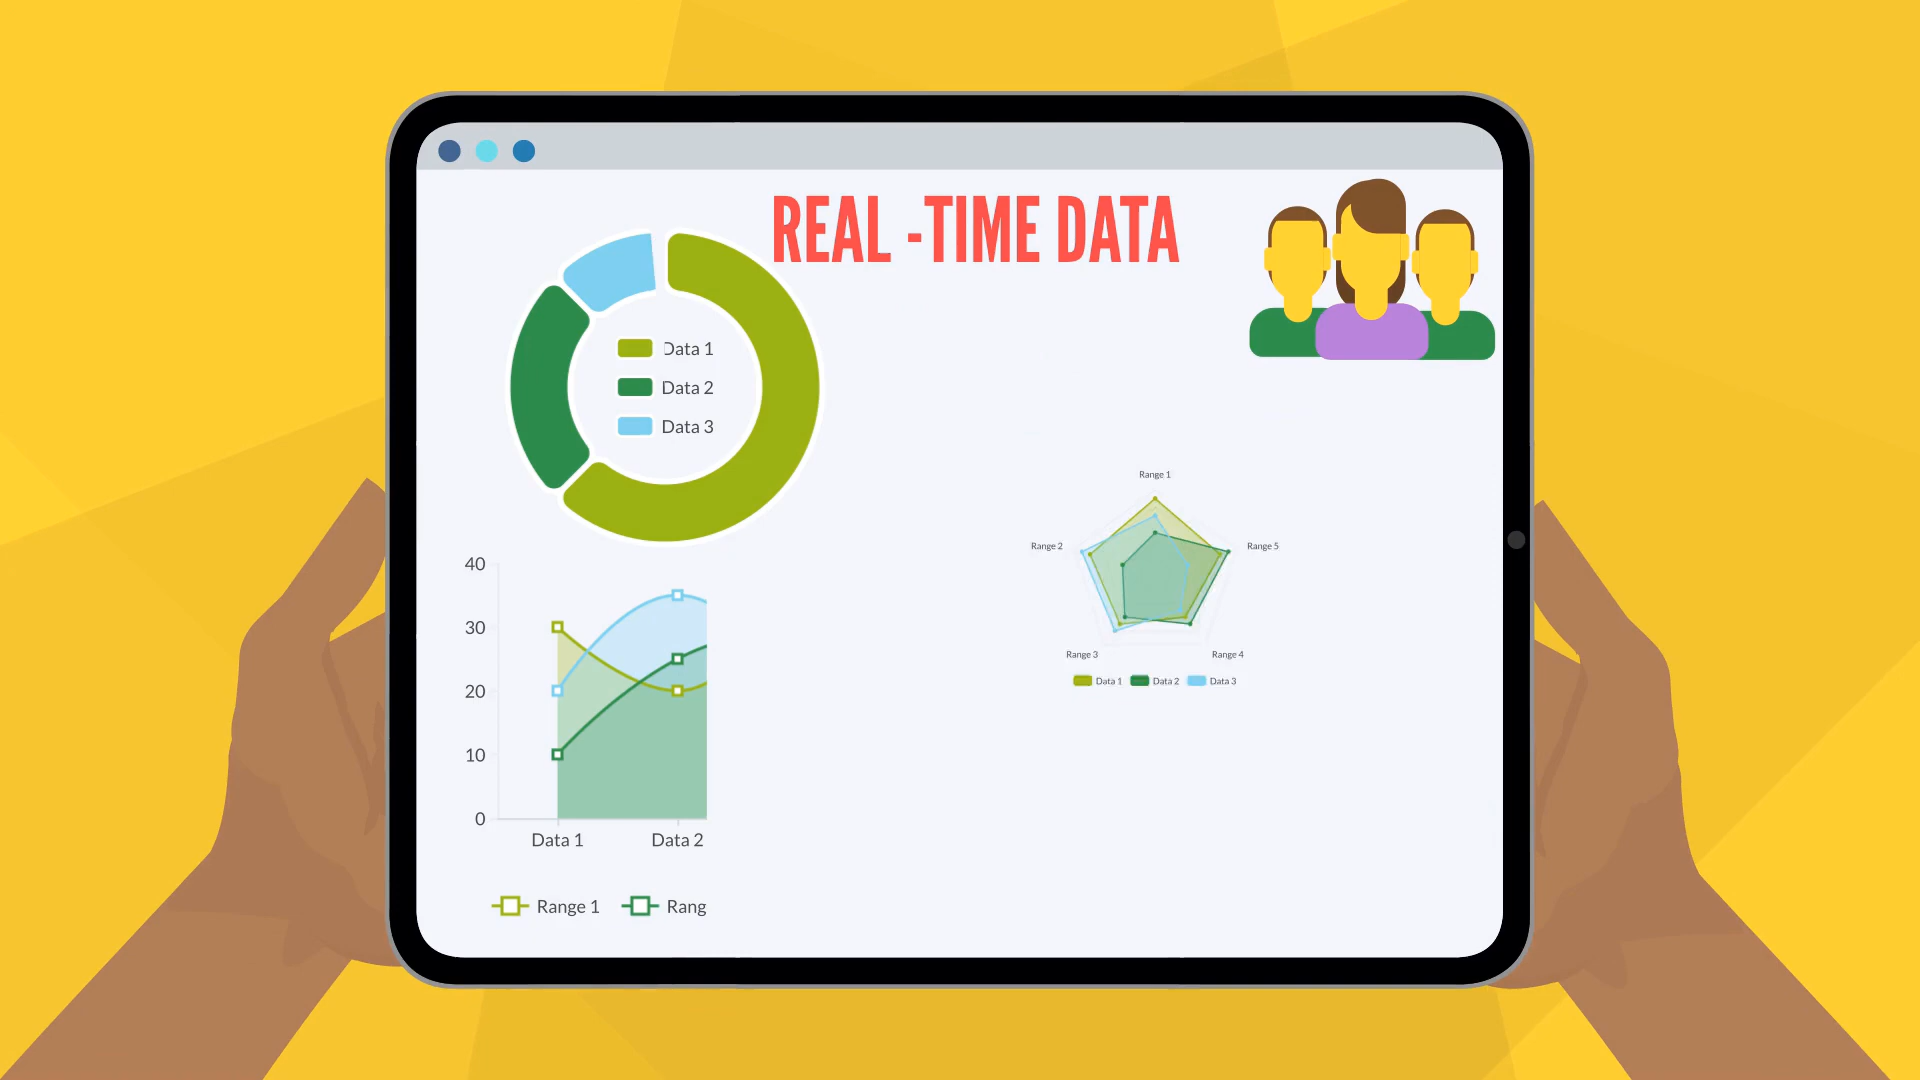 REAL -TIME DATA
Data 1
Data 2
Data 3
40
30
20
10
0
Data 1 Data 2
Range 1 Rang
Range 1
Range 2 Range 5
Range 3 Range 4
Data 1 Data 2 Data 3